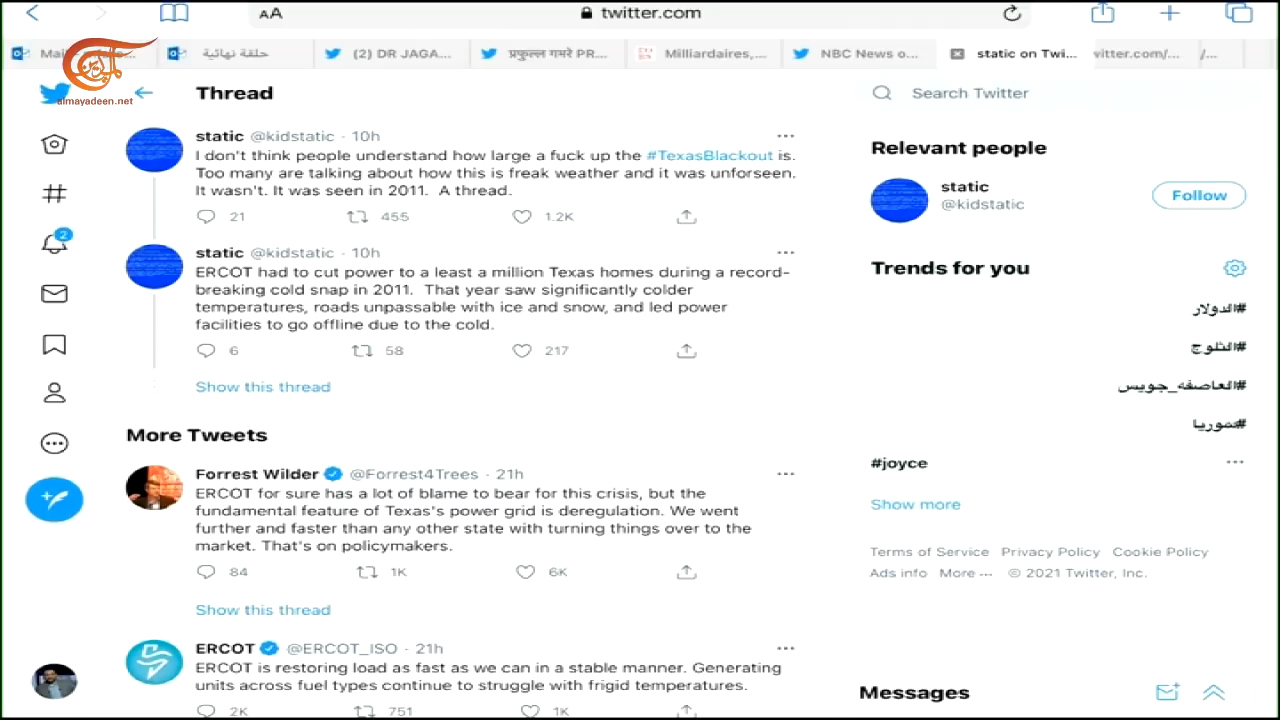 AA
twitter.com
Mail
حلقة نهائية
(2) DR JAGA...
प्रफुल्ल गमरे PR...
Milliardaires,...
NBC News o...
static on Twi...
witter.com/...
/...
الميادين
almayadeen.net
Thread
Search Twitter
static @kidstatic · 10h
I don't think people understand how large a fuck up the #TexasBlackout is.
Too many are talking about how this is freak weather and it was unforseen.
It wasn't. It was seen in 2011. A thread.
21 455 1.2K
static @kidstatic · 10h
ERCOT had to cut power to a least a million Texas homes during a record-
breaking cold snap in 2011. That year saw significantly colder
temperatures, roads unpassable with ice and snow, and led power
facilities to go offline due to the cold.
6 58 217
Show this thread
2
More Tweets
Forrest Wilder @Forrest4Trees · 21h
ERCOT for sure has a lot of blame to bear for this crisis, but the
fundamental feature of Texas's power grid is deregulation. We went
further and faster than any other state with turning things over to the
market. That's on policymakers.
84 1K 6K
Show this thread
ERCOT @ERCOT_ISO · 21h
ERCOT is restoring load as fast as we can in a stable manner. Generating
units across fuel types continue to struggle with frigid temperatures.
2K 751 1K
Relevant people
static
@kidstatic
Follow
Trends for you
#الدولار
#الثلوج
#العاصفه_جويس
#سوريا
#joyce
Show more
Terms of Service Privacy Policy Cookie Policy
Ads info More ··· © 2021 Twitter, Inc.
Messages